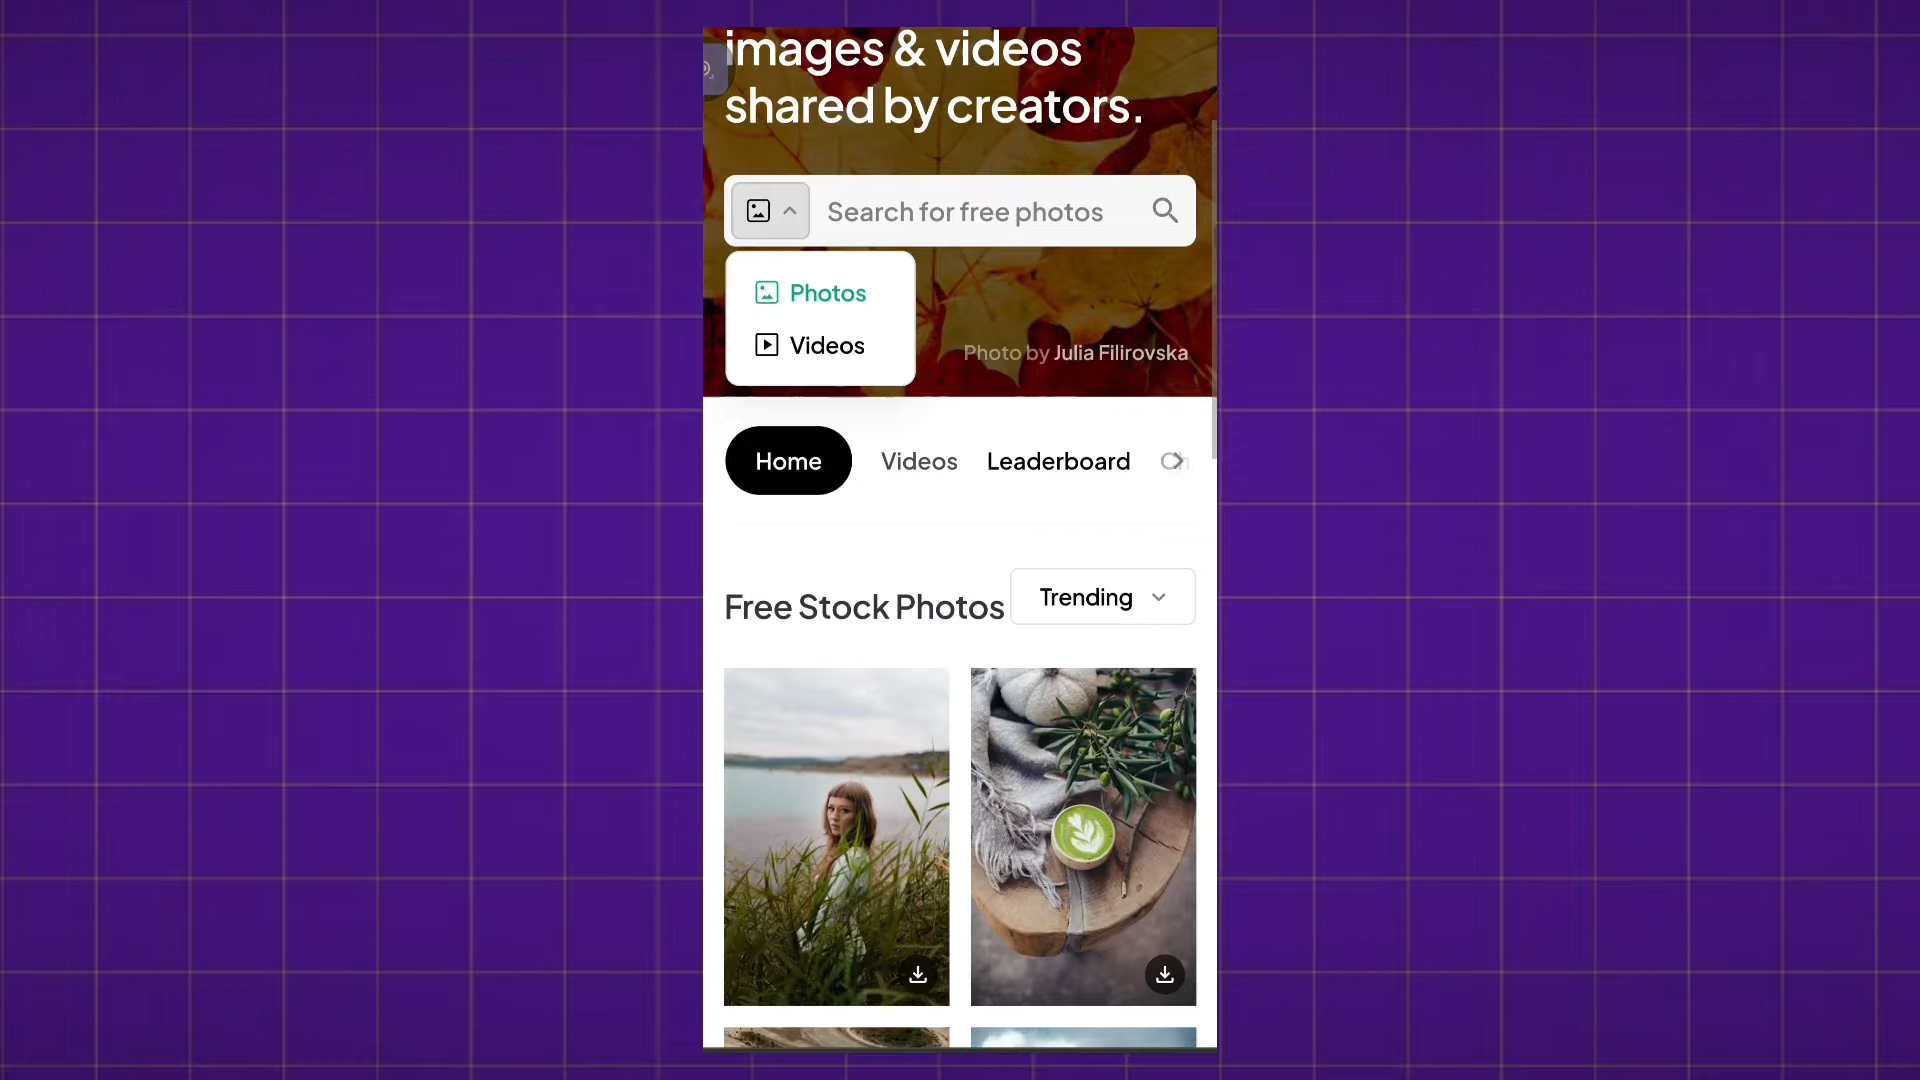 images & videos
shared by creators.
Search for free photos
Photos
Videos
Photo by Julia Filirovska
Home Videos Leaderboard
Free Stock Photos
Trending